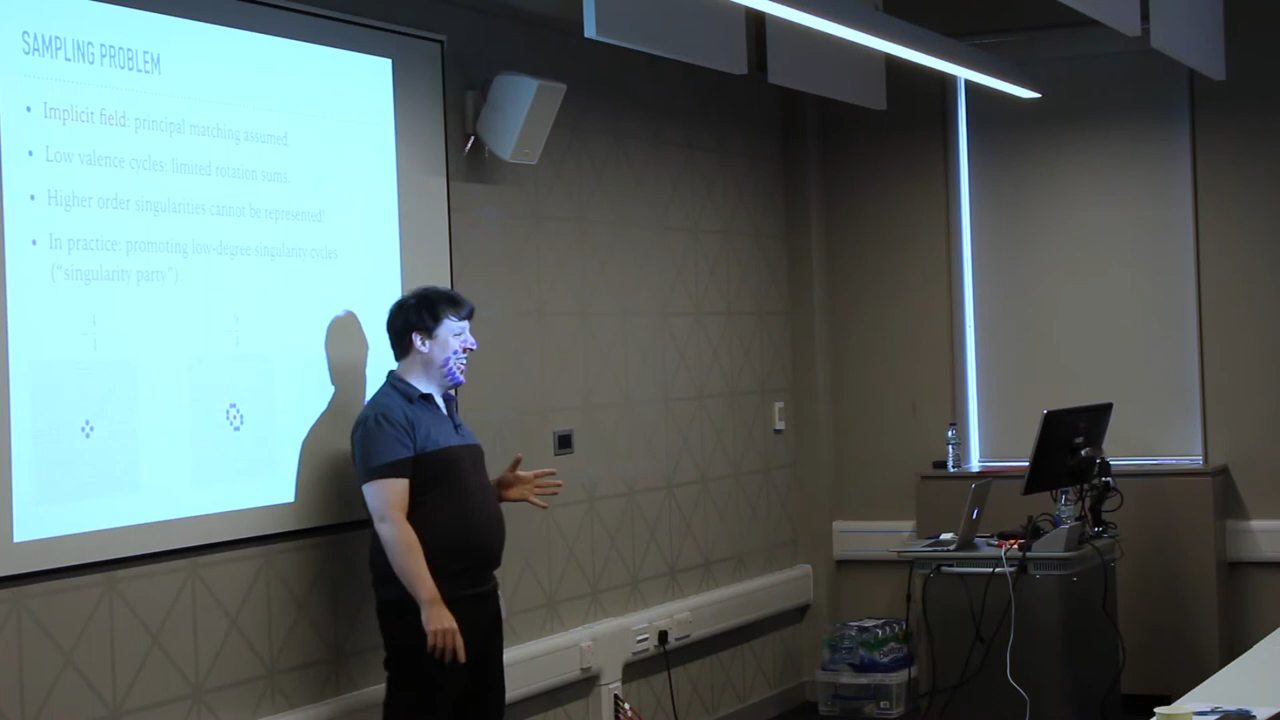 SAMPLING PROBLEM
• Implicit field: principal matching assumed.
• Low valence cycles: limited rotation sums.
• Higher order singularities cannot be represented!
• In practice: promoting low-degree singularity cycles
("singularity party").